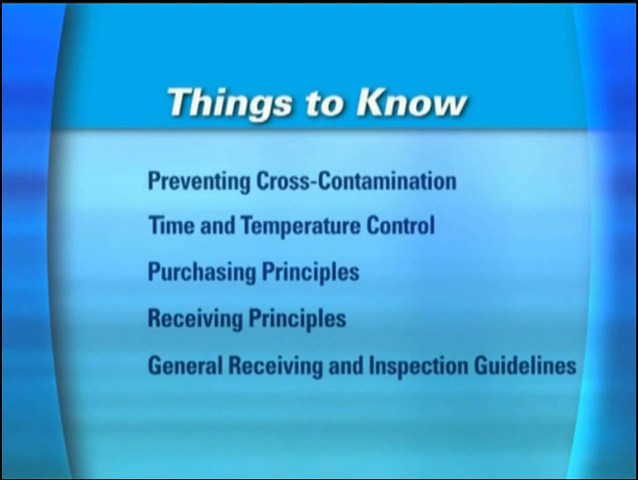 Things to Know
Preventing Cross-Contamination
Time and Temperature Control
Purchasing Principles
Receiving Principles
General Receiving and Inspection Guidelines